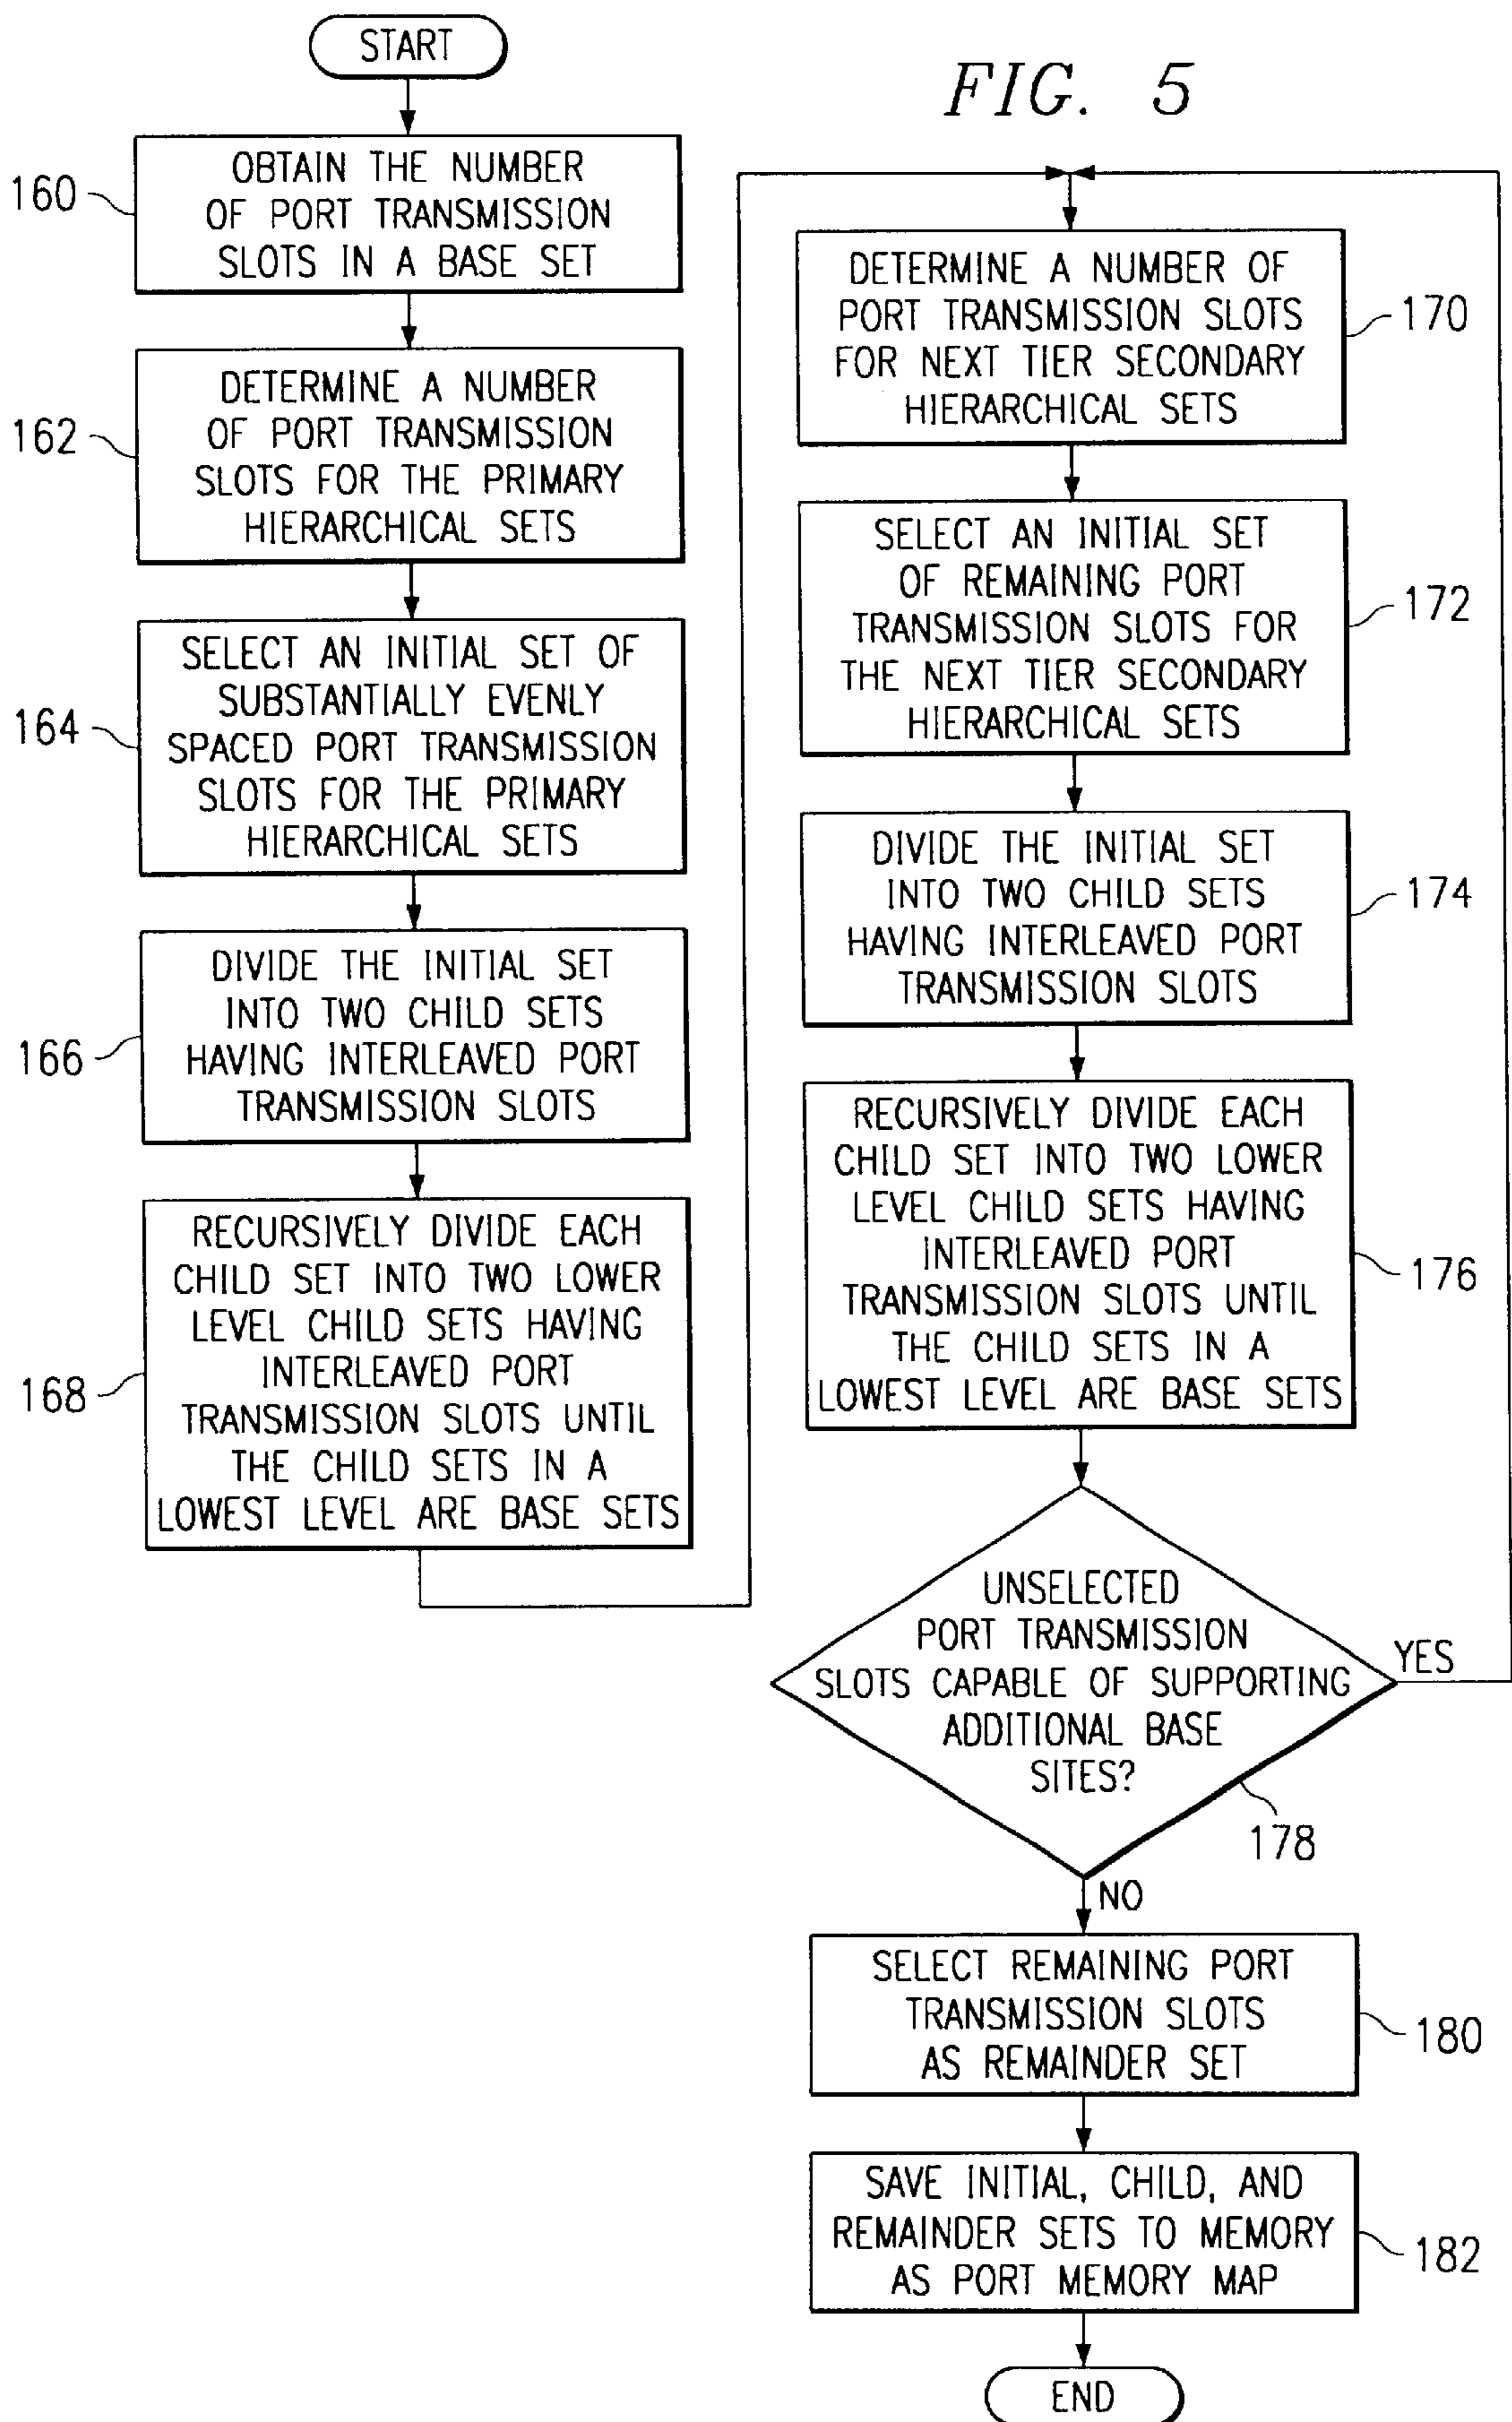 START
FIG. 5
160
OBTAIN THE NUMBER
OF PORT TRANSMISSION
SLOTS IN A BASE SET
162
DETERMINE A NUMBER
OF PORT TRANSMISSION
SLOTS FOR THE PRIMARY
HIERARCHICAL SETS
164
SELECT AN INITIAL SET OF
SUBSTANTIALLY EVENLY
SPACED PORT TRANSMISSION
SLOTS FOR THE PRIMARY
HIERARCHICAL SETS
166
DIVIDE THE INITIAL SET
INTO TWO CHILD SETS
HAVING INTERLEAVED PORT
TRANSMISSION SLOTS
168
RECURSIVELY DIVIDE EACH
CHILD SET INTO TWO LOWER
LEVEL CHILD SETS HAVING
INTERLEAVED PORT
TRANSMISSION SLOTS UNTIL
THE CHILD SETS IN A
LOWEST LEVEL ARE BASE SETS
DETERMINE A NUMBER OF
PORT TRANSMISSION SLOTS
FOR NEXT TIER SECONDARY
HIERARCHICAL SETS
170
SELECT AN INITIAL SET
OF REMAINING PORT
TRANSMISSION SLOTS FOR
THE NEXT TIER SECONDARY
HIERARCHICAL SETS
172
DIVIDE THE INITIAL SET
INTO TWO CHILD SETS
HAVING INTERLEAVED PORT
TRANSMISSION SLOTS
174
RECURSIVELY DIVIDE EACH
CHILD SET INTO TWO LOWER
LEVEL CHILD SETS HAVING
INTERLEAVED PORT
TRANSMISSION SLOTS UNTIL
THE CHILD SETS IN A
LOWEST LEVEL ARE BASE SETS
176
UNSELECTED
PORT TRANSMISSION
SLOTS CAPABLE OF SUPPORTING
ADDITIONAL BASE
SITES?
YES
178
NO
SELECT REMAINING PORT
TRANSMISSION SLOTS
AS REMAINDER SET
180
SAVE INITIAL, CHILD, AND
REMAINDER SETS TO MEMORY
AS PORT MEMORY MAP
182
END